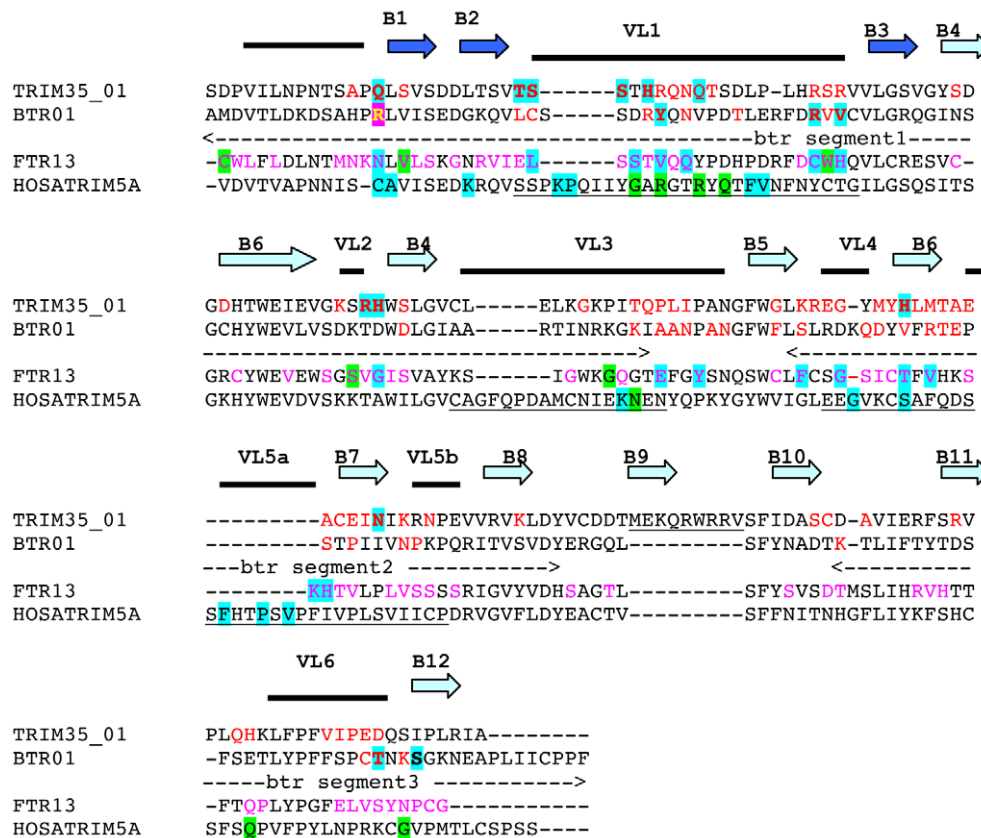 B1 B2 VL1 B3 B4
TRIM35_01 SDPVILNPNTSAPQLSVSDDLTSVTS------STHRQNQTSDLP-LHRSRVVLGSVGYSD
BTR01 AMDVTLDKDSAHPRLVISEDGKQVLCS-----SDRYQNVPDTLERFDRVVCVLGRQGINS
<------------------------------------------btr segment1---------
FTR13 -CWLFLDLNTMNKNLVLSKGNRVIEL------SSTVQQYPDHPDRFDCWHQVLCRESVC-
HOSATRIM5A -VDVTVAPNNIS-CAVISEDKRQVSSPKPQIIYGARGTRYQTFVNFNYCTGILGSQSITS
B6 VL2 B4 VL3 B5 VL4 B6
TRIM35_01 GDHTWEIEVGKSRHWSLGVCL-----ELKGKPITQPLIPANGFWGLKREG-YMYHLMTAE
BTR01 GCHYWEVLVSDKTDWDLGIAA-----RTINRKGKIAANPANGFWFLSLRDKQDYVFRTEP
----------------------------------> <--------------
FTR13 GRCYWEVEWSGSVGISVAYKS------IGWKGQGTEFGYSNQSWCLFCSG-SICTFVHKS
HOSATRIM5A GKHYWEVDVSKKTAWILGVCAGFQPDAMCNIEKNENYQPKYGYWVIGLEEGVKCSAFQDS
VL5a B7 VL5b B8 B9 B10 B11
TRIM35_01 ---------ACEINIKRNPEVVRVKLDYVCDDTMEKQRWRRVSFIDASCD-AVIERFSRV
BTR01 ---------STPIIVNPKPQRITVSVDYERGQL---------SFYNADTK-TLIFTYTDS
---btr segment2 ----------> <----------
FTR13 --------KHTVLPLVSSSSRIGVYVDHSAGTL---------SFYSVSDTMSLIHRVHTT
HOSATRIM5A SFHTPSVPFIVPLSVIICPDRVGVFLDYEACTV---------SFFNITNHGFLIYKFSHC
VL6 B12
TRIM35_01 PLQHKLFPFVIPEDQSIPLRIA--------
BTR01 -FSETLYPFFSPCTNKSGKNEAPLIICPPF
-----btr segment3 ------------>
FTR13 -FTQPLYPGFELVSYNPCG-----------
HOSATRIM5A SFSQPVFPYLNPRKCGVPMTLCSPSS----